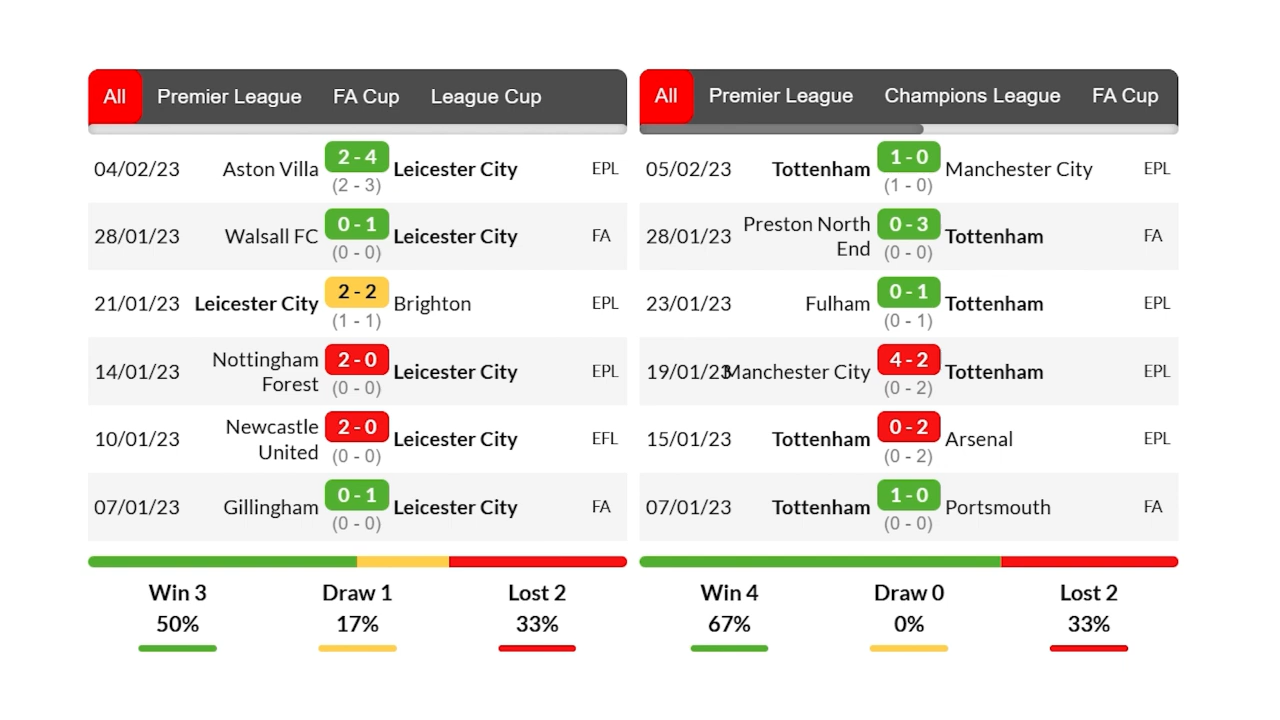 All Premier League FA Cup League Cup
04/02/23 Aston Villa 2 - 4 Leicester City EPL
(2 - 3)
28/01/23 Walsall FC 0 - 1 Leicester City FA
(0 - 0)
21/01/23 Leicester City 2 - 2 Brighton EPL
(1 - 1)
14/01/23 Nottingham Forest 2 - 0 Leicester City EPL
(0 - 0)
10/01/23 Newcastle United 2 - 0 Leicester City EFL
(0 - 0)
07/01/23 Gillingham 0 - 1 Leicester City FA
(0 - 0)
Win 3 Draw 1 Lost 2
50% 17% 33%
All Premier League Champions League FA Cup
05/02/23 Tottenham 1 - 0 Manchester City EPL
(1 - 0)
28/01/23 Preston North End 0 - 3 Tottenham FA
(0 - 0)
23/01/23 Fulham 0 - 1 Tottenham EPL
(0 - 1)
19/01/23 Manchester City 4 - 2 Tottenham EPL
(0 - 2)
15/01/23 Tottenham 0 - 2 Arsenal EPL
(0 - 2)
07/01/23 Tottenham 1 - 0 Portsmouth FA
(0 - 0)
Win 4 Draw 0 Lost 2
67% 0% 33%